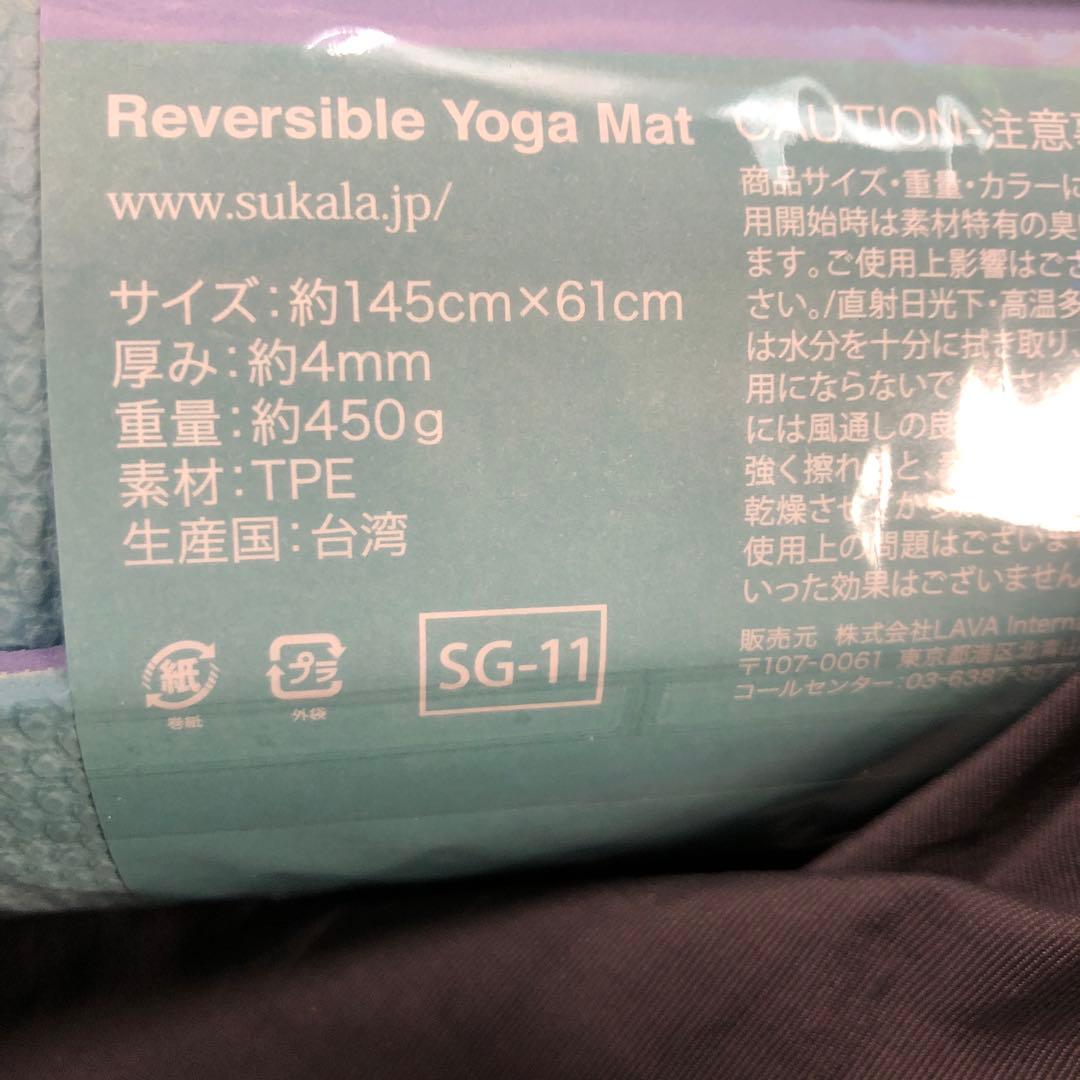 Reversible Yoga Mat
www.sukala.jp/
サイズ：約145cm×61cm
厚み：約4mm
重量：約450g
素材：TPE
生産国：台湾
紙
巻紙
プラ
外袋
SG-11
CAUTION-注意
商品サイズ・重量・カラーに
用開始時は素材特有の臭
ます。ご使用上影響はござ
さい。/直射日光下・高温多
は水分を十分に拭き取り、
用にならないで
には風通しの良
強く擦れ
乾燥させ
使用上の問題はございま
いった効果はございません
販売元 株式会社LAVA Interna
〒107-0061 東京都港区北青山
コールセンター：03-6387-